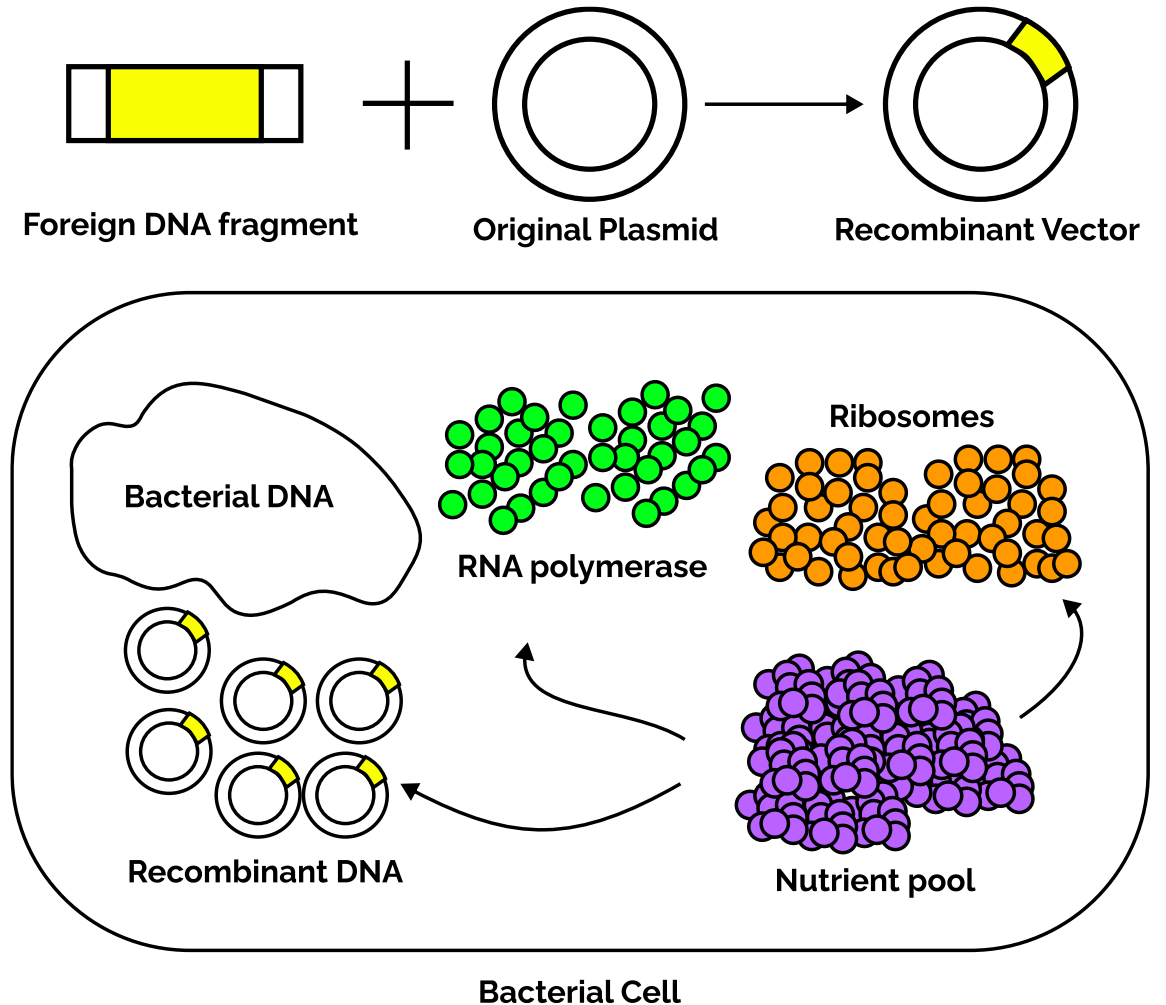 Foreign DNA fragment
Original Plasmid
Recombinant Vector
Ribosomes
Bacterial DNA
RNA polymerase
Recombinant DNA
Nutrient pool
Bacterial Cell